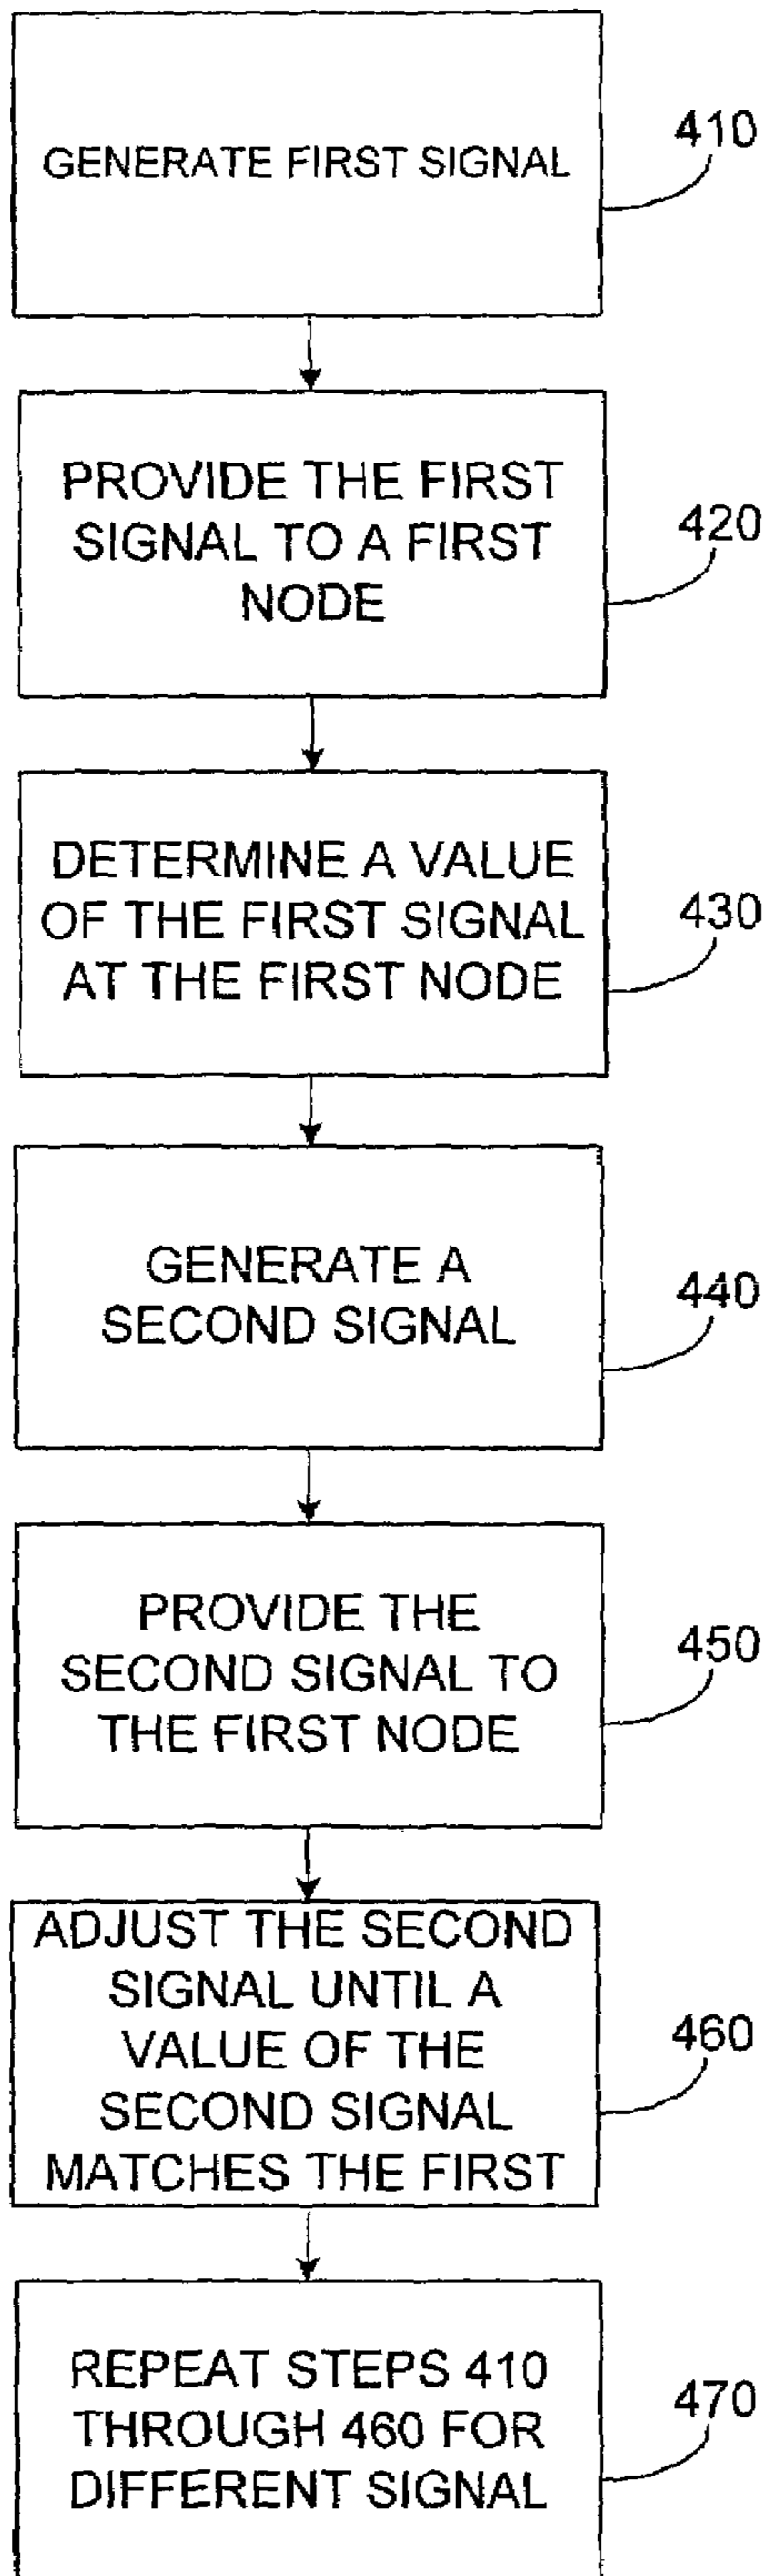 GENERATE FIRST SIGNAL
410
PROVIDE THE FIRST
SIGNAL TO A FIRST
NODE
420
DETERMINE A VALUE
OF THE FIRST SIGNAL
AT THE FIRST NODE
430
GENERATE A
SECOND SIGNAL
440
PROVIDE THE
SECOND SIGNAL TO
THE FIRST NODE
450
ADJUST THE SECOND
SIGNAL UNTIL A
VALUE OF THE
SECOND SIGNAL
MATCHES THE FIRST
460
REPEAT STEPS 410
THROUGH 460 FOR
DIFFERENT SIGNAL
470